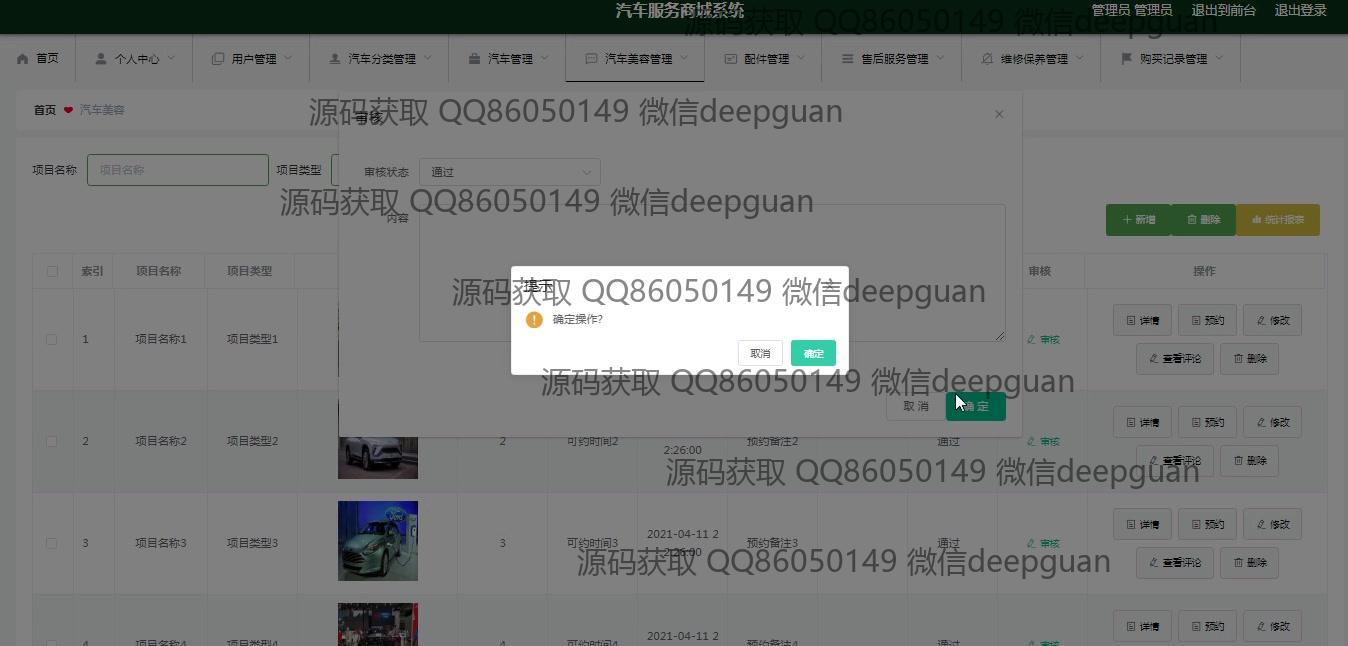 汽车服务商城系统
管理员 管理员 退出到前台 退出登录
首页 个人中心 用户管理 汽车分类管理 汽车管理 汽车美容管理 配件管理 售后服务管理 维修保养管理 购买记录管理
源码获取 QQ86050149 微信deepguan
首页 汽车美容
审核
源码获取 QQ86050149 微信deepguan
项目名称 项目名称 项目类型
审核状态 通过
源码获取 QQ86050149 微信deepguan
内容
新增 删除 统计报表
索引 项目名称 项目类型 审核 操作
提示
源码获取 QQ86050149 微信deepguan
确定操作?
取消 确定
1 项目名称1 项目类型1 审核 详情 预约 修改
查看评论 删除
源码获取 QQ86050149 微信deepguan
取消 确定
2 项目名称2 项目类型2 2 可约时间2 2:26:00 预约备注2 通过 审核 详情 预约 修改
查看评论 删除
源码获取 QQ86050149 微信deepguan
3 项目名称3 项目类型3 3 可约时间3 2021-04-11 2 预约备注3 通过 审核 详情 预约 修改
2:26:00
查看评论 删除
源码获取 QQ86050149 微信deepguan
4 项目名称4 项目类型4 4 可约时间4 2021-04-11 2 预约备注4 通过 审核 详情 预约 修改